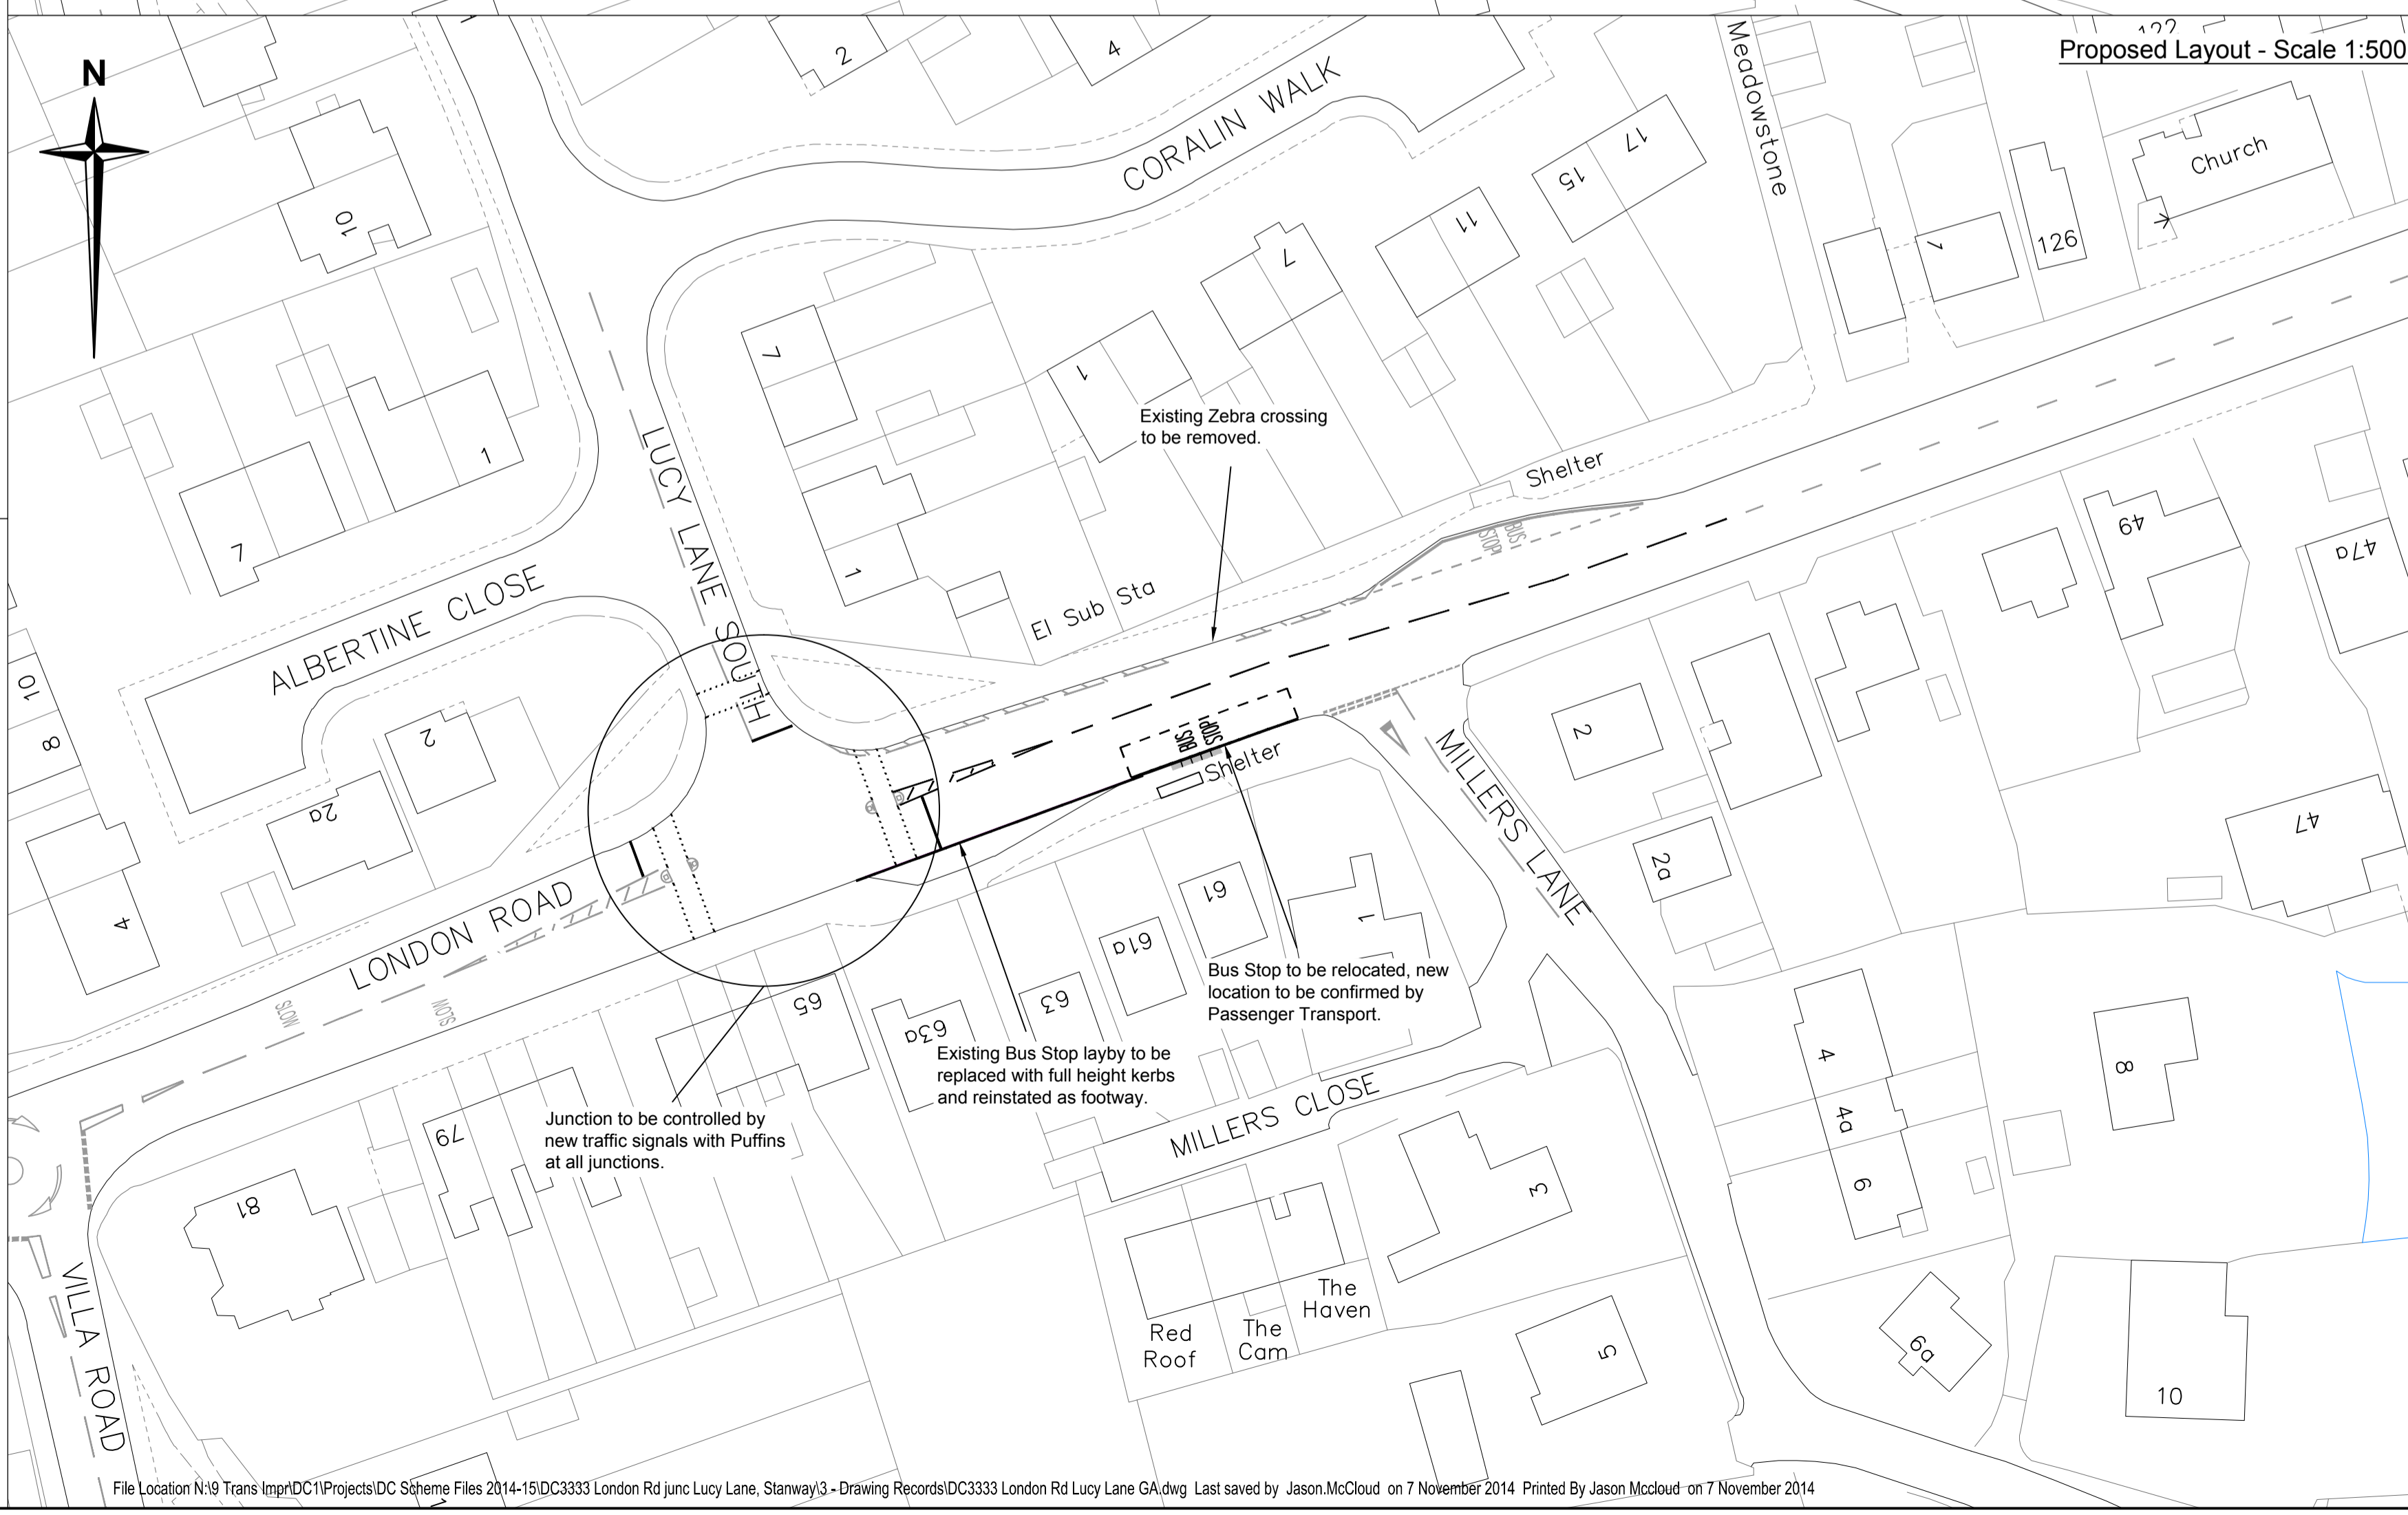 122
Proposed Layout - Scale 1:500
N
2
4
CORALIN WALK
Meadowstone
17
15
Church
10
11
7
1
126
7
1
Existing Zebra crossing
to be removed.
LUCY LANE SOUTH
1
7
Shelter
BUS
STOP
49
47a
1
El Sub Sta
ALBERTINE CLOSE
10
8
2
2a
4
BUS
STOP
Shelter
MILLERS LANE
2
2a
47
LONDON ROAD
SLOW
SLOW
61
61a
63
63a
65
1
Bus Stop to be relocated, new
location to be confirmed by
Passenger Transport.
Existing Bus Stop layby to be
replaced with full height kerbs
and reinstated as footway.
Junction to be controlled by
new traffic signals with Puffins
at all junctions.
79
81
MILLERS CLOSE
4
4a
6
8
3
The
Haven
The
Cam
Red
Roof
5
6a
10
VILLA ROAD
1
File Location N:\9 Trans Impr\DC1\Projects\DC Scheme Files 2014-15\DC3333 London Rd junc Lucy Lane, Stanway\3 - Drawing Records\DC3333 London Rd Lucy Lane GA.dwg Last saved by Jason.McCloud on 7 November 2014 Printed By Jason Mccloud on 7 November 2014